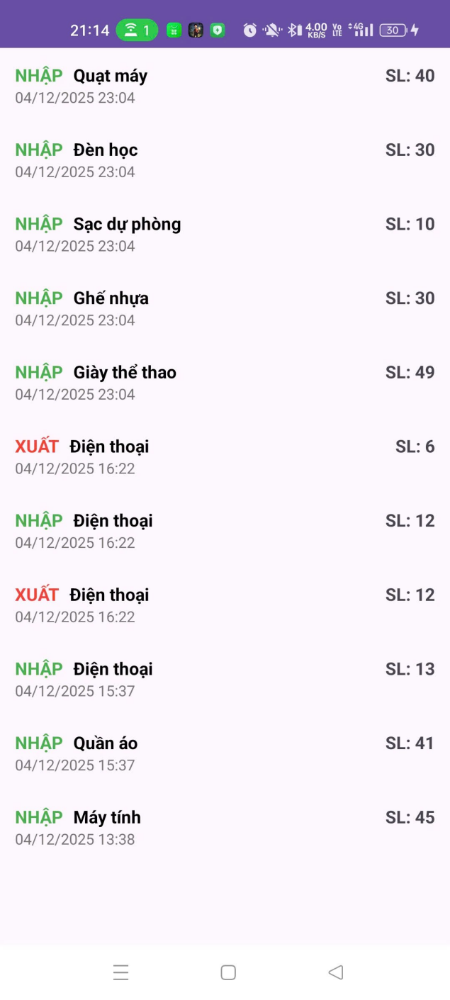 21:14 1 4.00 KB/S Vo LTE 4G 30
NHẬP Quạt máy SL: 40
04/12/2025 23:04
NHẬP Đèn học SL: 30
04/12/2025 23:04
NHẬP Sạc dự phòng SL: 10
04/12/2025 23:04
NHẬP Ghế nhựa SL: 30
04/12/2025 23:04
NHẬP Giày thể thao SL: 49
04/12/2025 23:04
XUẤT Điện thoại SL: 6
04/12/2025 16:22
NHẬP Điện thoại SL: 12
04/12/2025 16:22
XUẤT Điện thoại SL: 12
04/12/2025 16:22
NHẬP Điện thoại SL: 13
04/12/2025 15:37
NHẬP Quần áo SL: 41
04/12/2025 15:37
NHẬP Máy tính SL: 45
04/12/2025 13:38